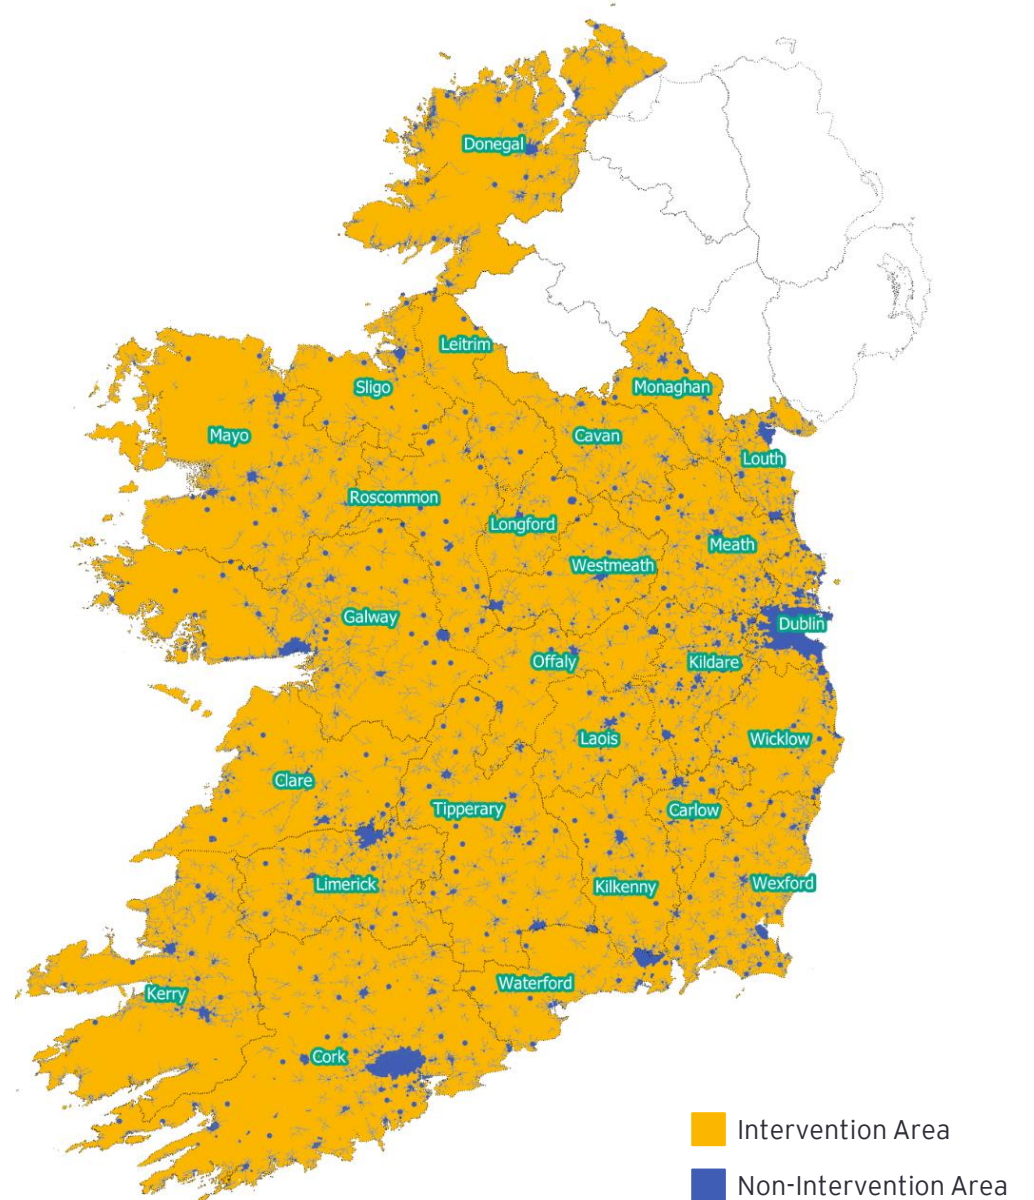 Donegal
Leitrim
Sligo
Monaghan
Mayo
Cavan
Louth
Roscommon
Longford
Meath
Westmeath
Galway
Dublin
Offaly
Kildare
Laois
Wicklow
Clare
Tipperary
Carlow
Limerick
Kilkenny
Wexford
Waterford
Kerry
Cork
Intervention Area
Non-Intervention Area